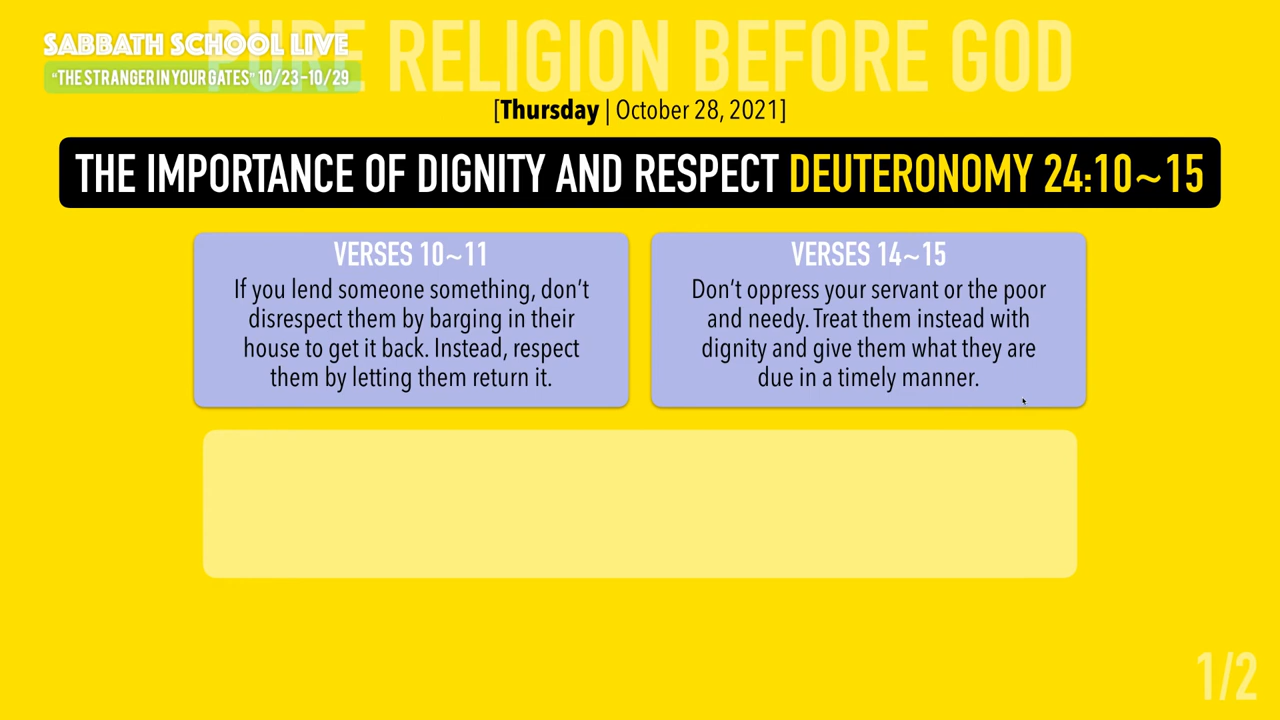 PURE RELIGION BEFORE GOD
SABBATH SCHOOL LIVE
“THE STRANGER IN YOUR GATES” 10/23–10/29
[Thursday | October 28, 2021]
THE IMPORTANCE OF DIGNITY AND RESPECT DEUTERONOMY 24:10~15
VERSES 10~11
If you lend someone something, don’t
disrespect them by barging in their
house to get it back. Instead, respect
them by letting them return it.
VERSES 14~15
Don’t oppress your servant or the poor
and needy. Treat them instead with
dignity and give them what they are
due in a timely manner.
1/2